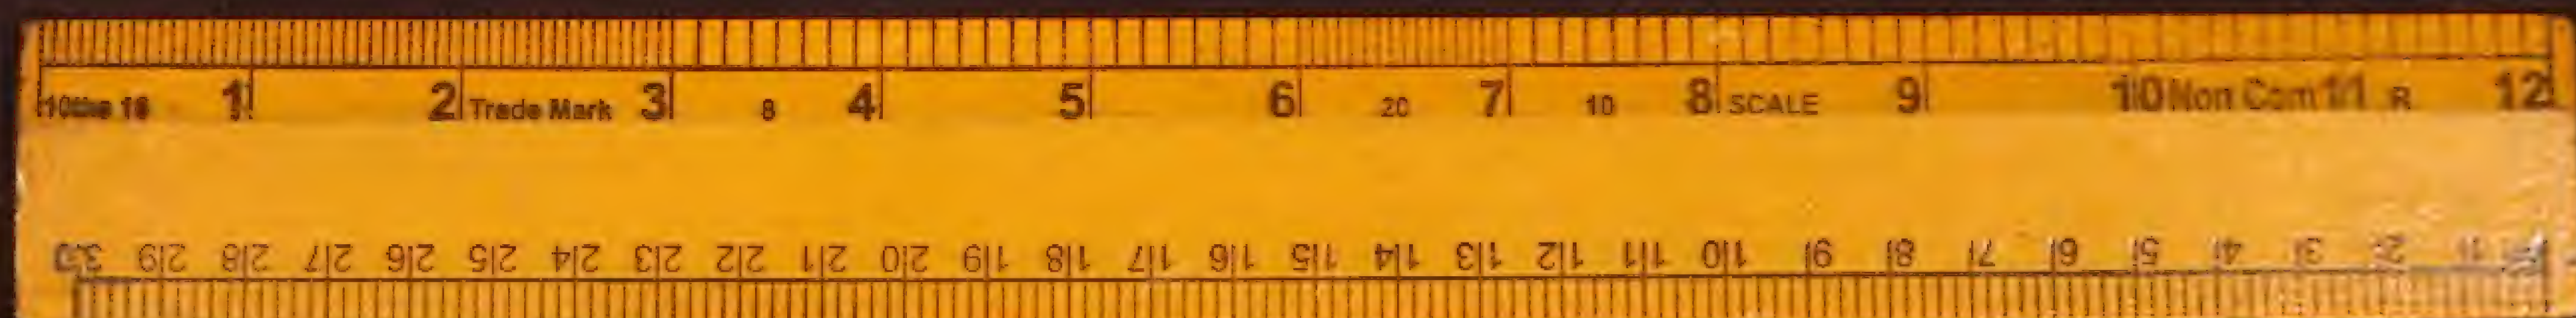 10ths 16 1 2 Trade Mark 3 8 4 5 6 20 7 10 8 SCALE 9 10 Non Com 11 R 12
30 29 28 27 26 25 24 23 22 21 20 19 18 17 16 15 14 13 12 11 10 9 8 7 6 5 4 3 2 1